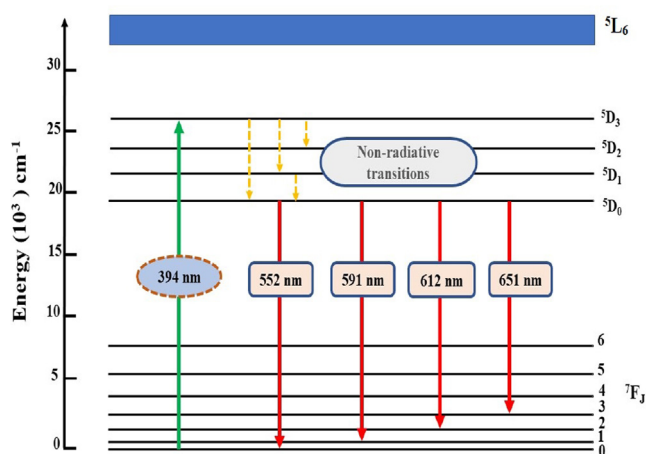 ⁵L₆
30
25
20
15
10
5
0
Energy (10³ ) cm⁻¹
⁵D₃
⁵D₂
⁵D₁
⁵D₀
Non-radiative
transitions
394 nm
552 nm
591 nm
612 nm
651 nm
6
5
4
3
2
1
0
⁷F_J